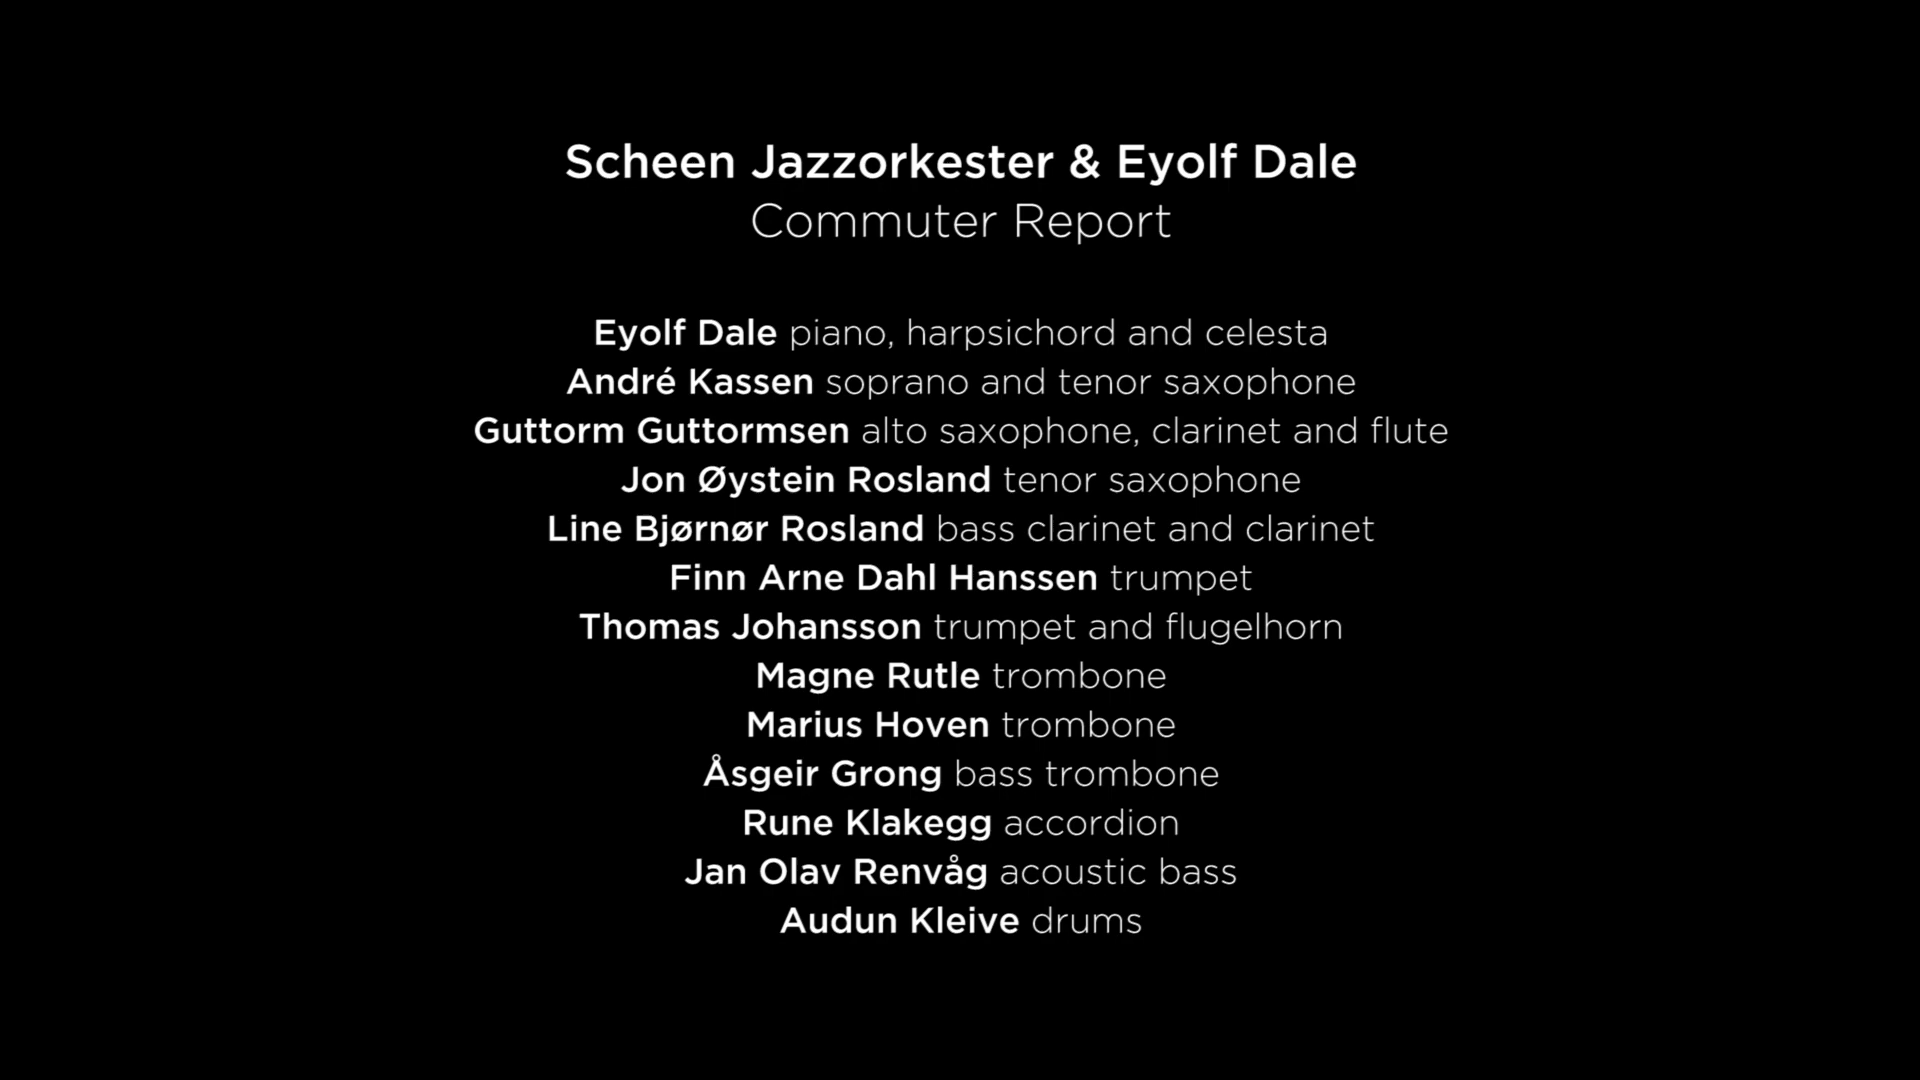 Scheen Jazzorkester & Eyolf Dale
Commuter Report
Eyolf Dale piano, harpsichord and celesta
André Kassen soprano and tenor saxophone
Guttorm Guttormsen alto saxophone, clarinet and flute
Jon Øystein Rosland tenor saxophone
Line Bjørnør Rosland bass clarinet and clarinet
Finn Arne Dahl Hanssen trumpet
Thomas Johansson trumpet and flugelhorn
Magne Rutle trombone
Marius Hoven trombone
Åsgeir Grong bass trombone
Rune Klakegg accordion
Jan Olav Renvåg acoustic bass
Audun Kleive drums